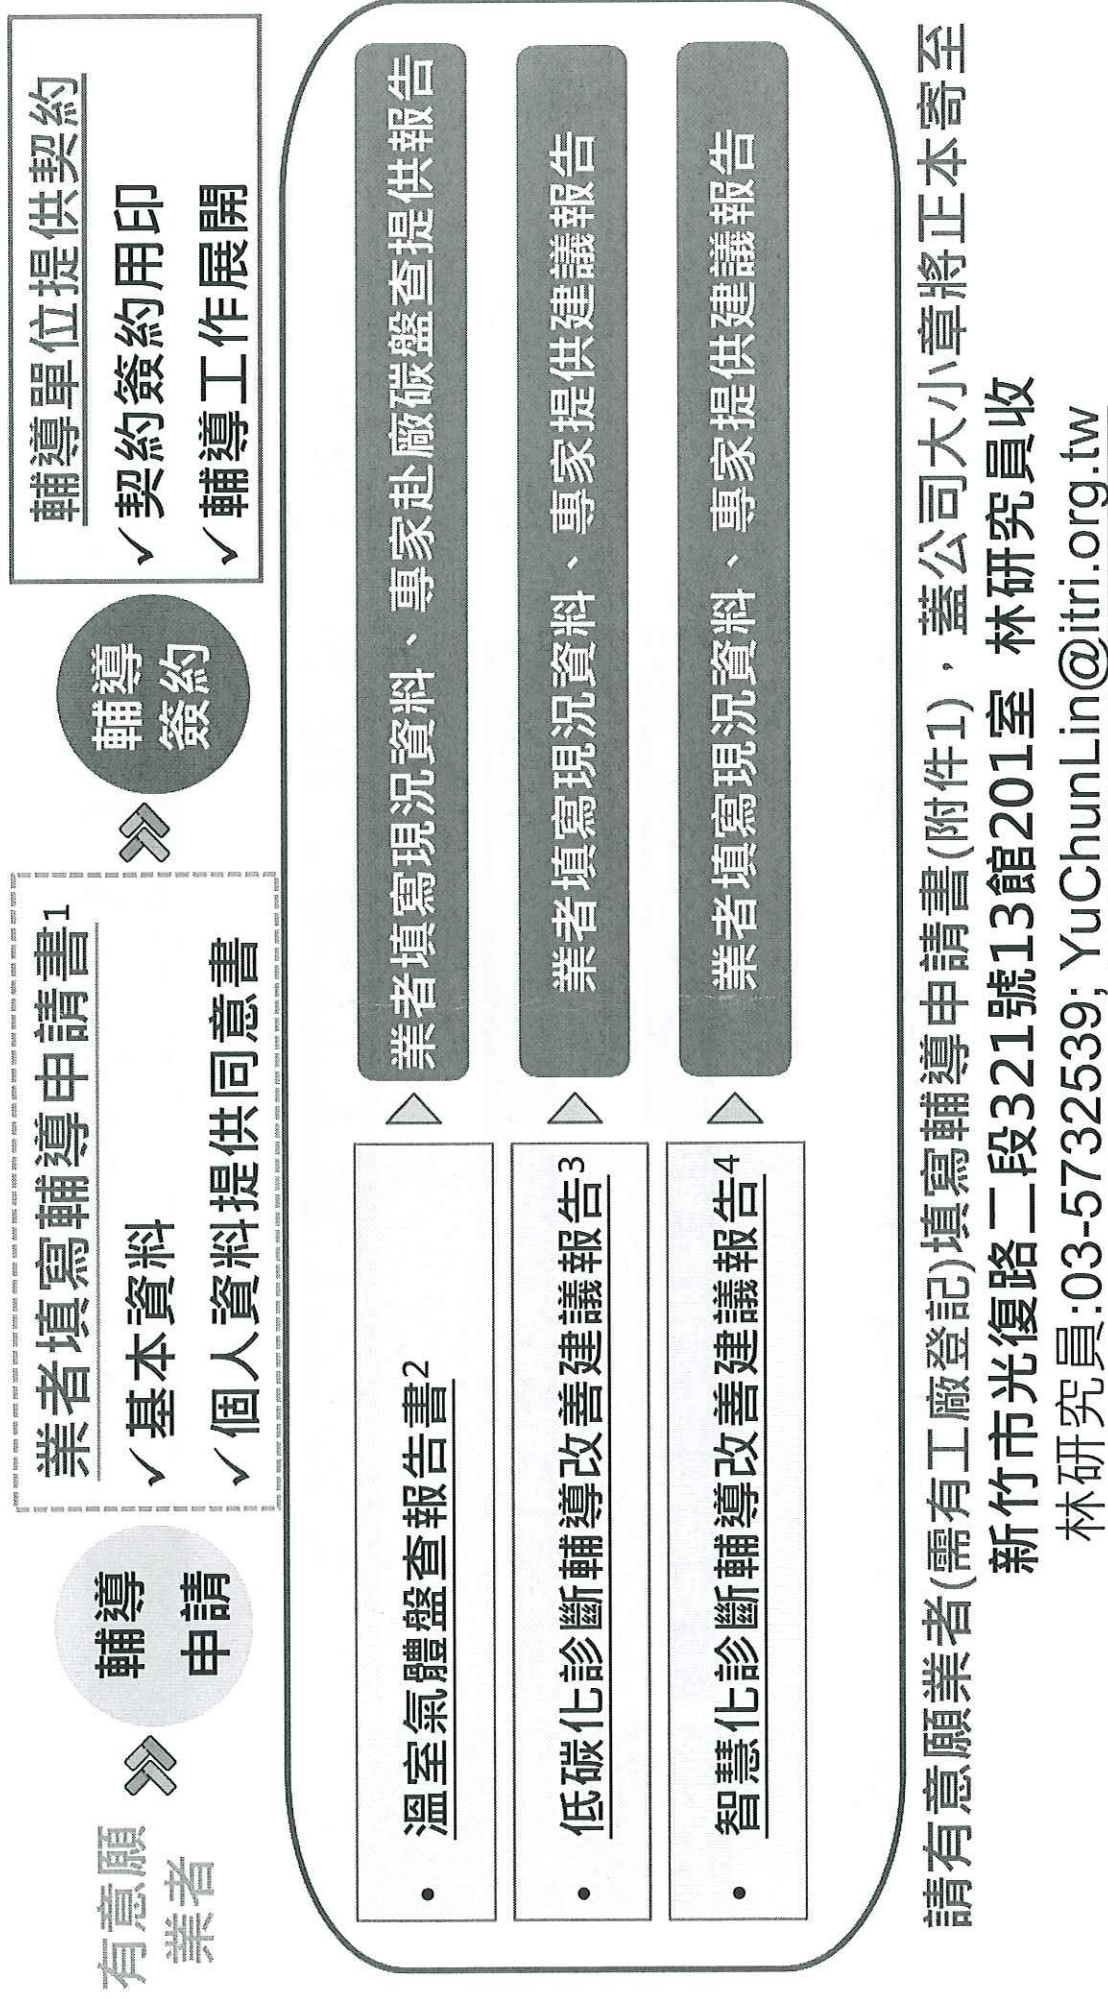 有意願
業者
輔導
申請
業者填寫輔導申請書1
✓基本資料
✓個人資料提供同意書
輔導
簽約
輔導單位提供契約
✓契約簽約用印
✓輔導工作展開
• 溫室氣體盤查報告書2
業者填寫現況資料、專家赴廠碳盤查提供報告
• 低碳化診斷輔導改善建議報告3
業者填寫現況資料、專家提供建議報告
• 智慧化診斷輔導改善建議報告4
業者填寫現況資料、專家提供建議報告
請有意願業者(需有工廠登記)填寫輔導申請書(附件1)，蓋公司大小章將正本寄至
新竹市光復路二段321號13館201室 林研究員收
林研究員:03-5732539; YuChunLin@itri.org.tw